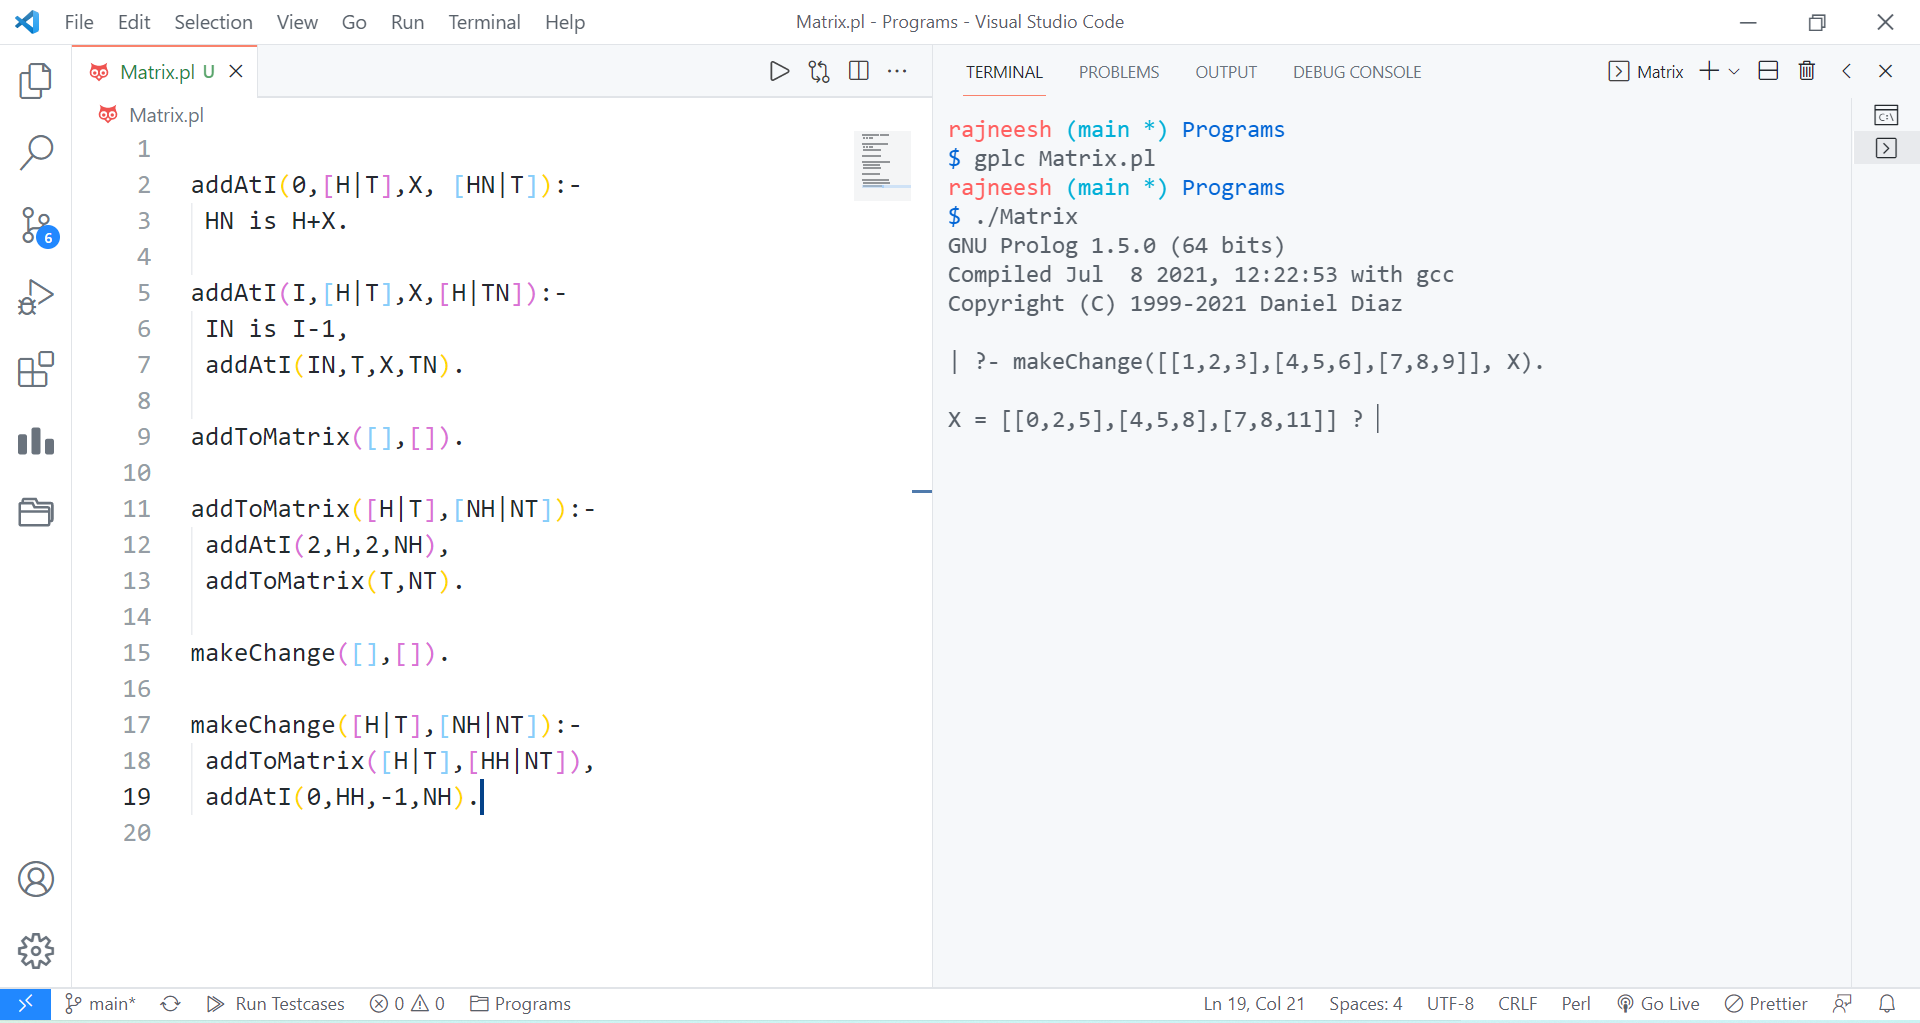 File Edit Selection View Go Run Terminal Help
Matrix.pl - Programs - Visual Studio Code
Matrix.pl U
Matrix.pl
1
2 addAtI(0,[H|T],X, [HN|T]):-
3 HN is H+X.
4
5 addAtI(I,[H|T],X,[H|TN]):-
6 IN is I-1,
7 addAtI(IN,T,X,TN).
8
9 addToMatrix([],[]).
10
11 addToMatrix([H|T],[NH|NT]):-
12 addAtI(2,H,2,NH),
13 addToMatrix(T,NT).
14
15 makeChange([],[]).
16
17 makeChange([H|T],[NH|NT]):-
18 addToMatrix([H|T],[HH|NT]),
19 addAtI(0,HH,-1,NH).
20
6
TERMINAL PROBLEMS OUTPUT DEBUG CONSOLE
Matrix
rajneesh (main *) Programs
$ gplc Matrix.pl
rajneesh (main *) Programs
$ ./Matrix
GNU Prolog 1.5.0 (64 bits)
Compiled Jul  8 2021, 12:22:53 with gcc
Copyright (C) 1999-2021 Daniel Diaz
| ?- makeChange([[1,2,3],[4,5,6],[7,8,9]], X).
X = [[0,2,5],[4,5,8],[7,8,11]] ?
main* Run Testcases 0 0 Programs
Ln 19, Col 21 Spaces: 4 UTF-8 CRLF Perl Go Live Prettier